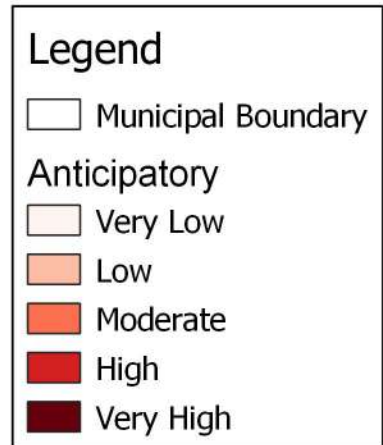 Legend
Municipal Boundary
Anticipatory
Very Low
Low
Moderate
High
Very High